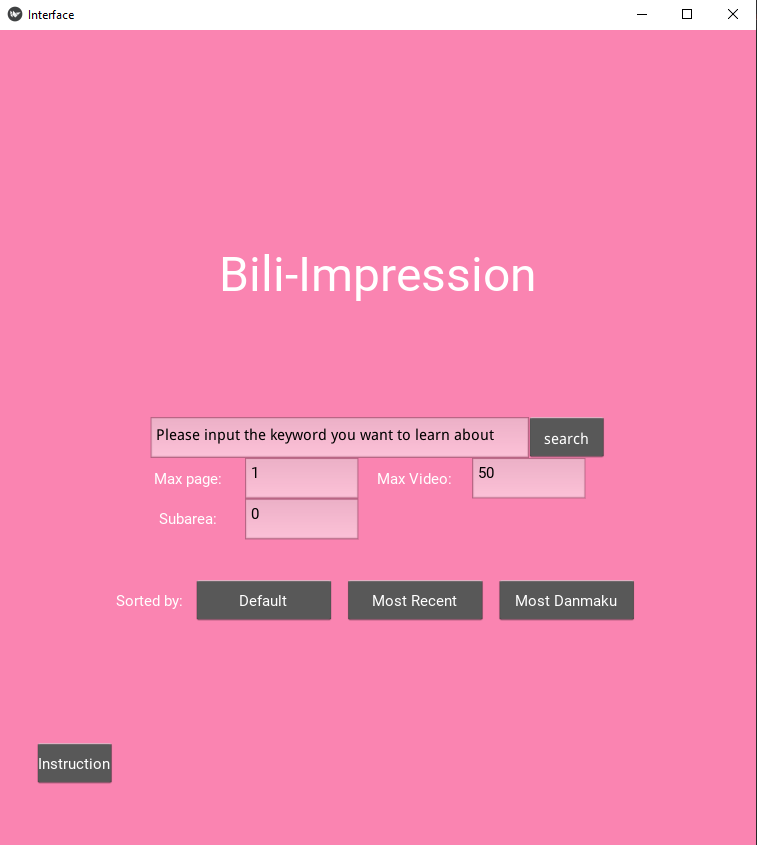 Interface
Bili-Impression
Please input the keyword you want to learn about search
Max page: 1 Max Video: 50
Subarea: 0
Sorted by: Default Most Recent Most Danmaku
Instruction